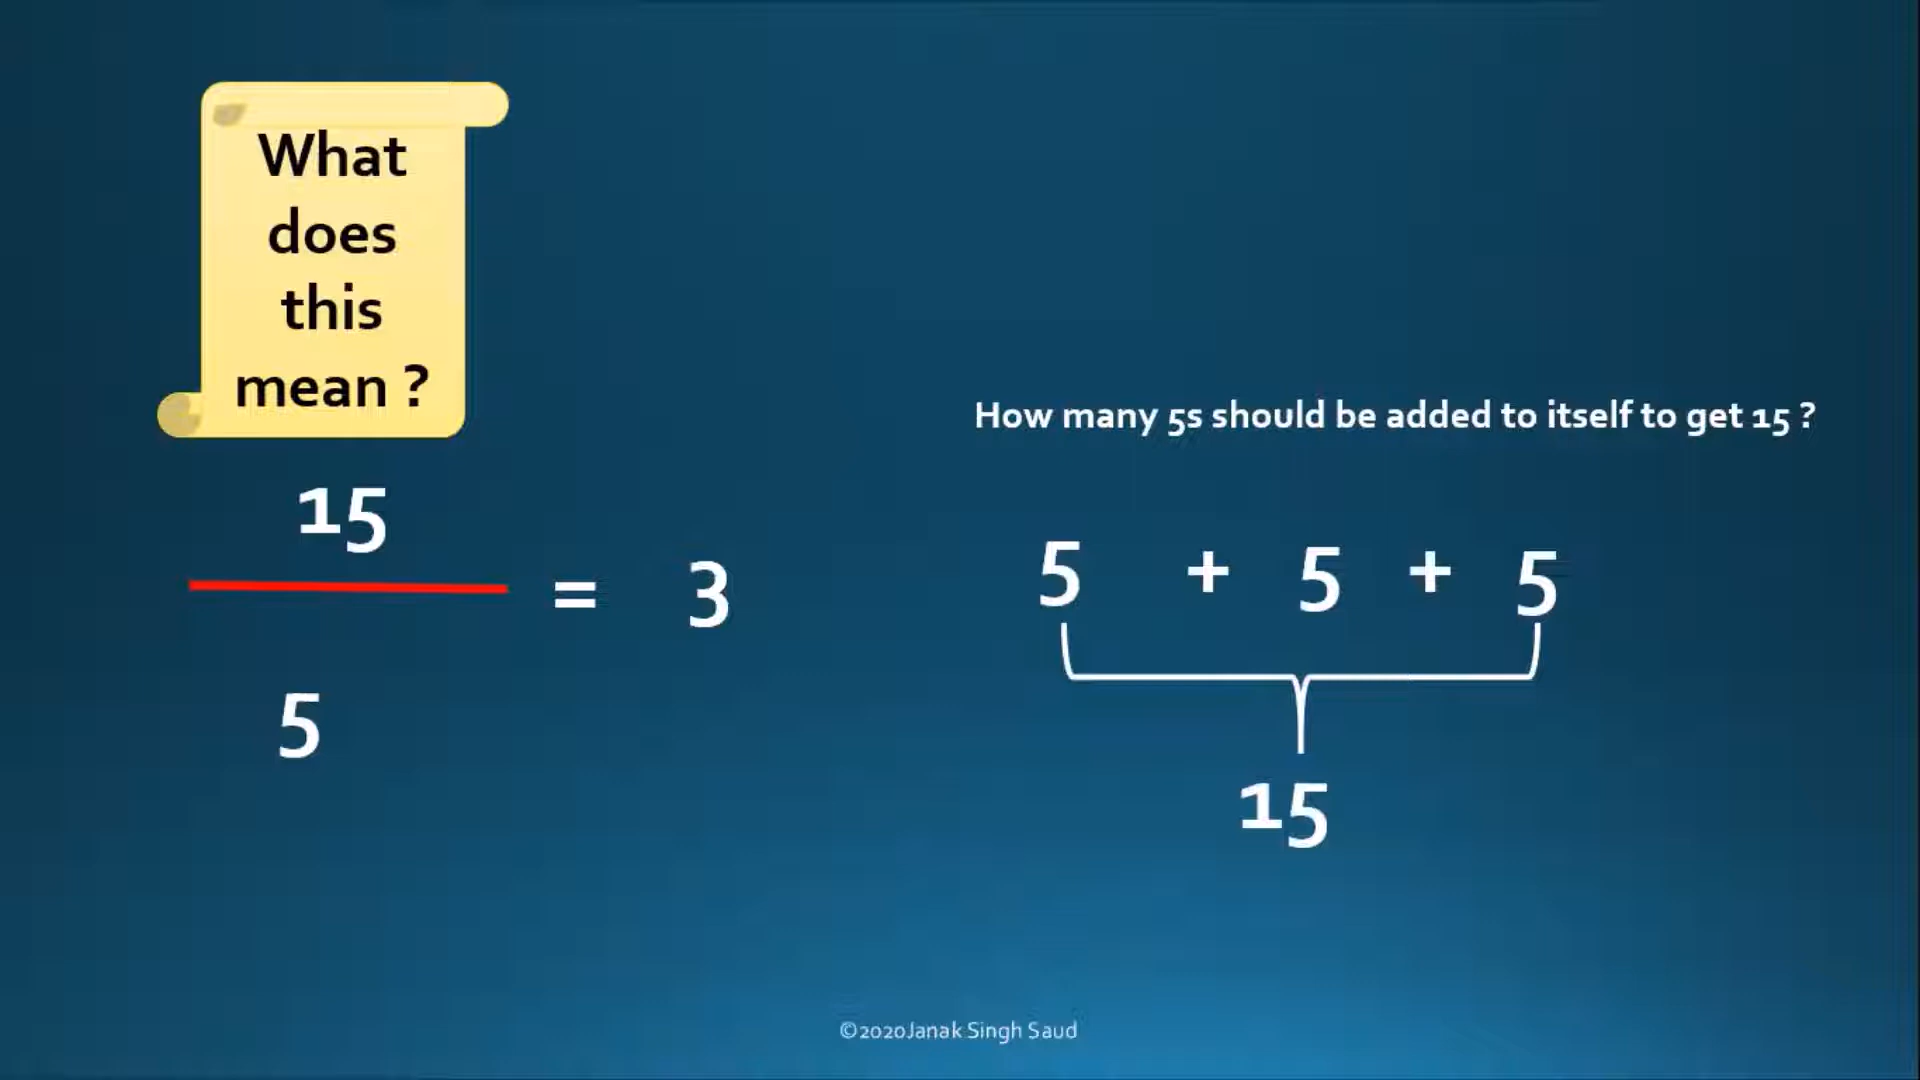 What
does
this
mean ?
15
= 3
5
How many 5s should be added to itself to get 15 ?
5 + 5 + 5
15
©2020Janak Singh Saud